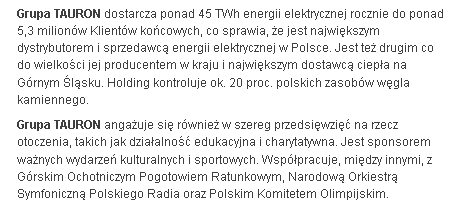 Grupa TAURON dostarcza ponad 45 TWh energii elektrycznej rocznie do ponad
5,3 milionów Klientów końcowych, co sprawia, że jest największym
dystrybutorem i sprzedawcą energii elektrycznej w Polsce. Jest też drugim co
do wielkości jej producentem w kraju i największym dostawcą ciepła na
Górnym Śląsku. Holding kontroluje ok. 20 proc. polskich zasobów węgla
kamiennego.
Grupa TAURON angażuje się również w szereg przedsięwzięć na rzecz
otoczenia, takich jak działalność edukacyjna i charytatywna. Jest sponsorem
ważnych wydarzeń kulturalnych i sportowych. Współpracuje, między innymi, z
Górskim Ochotniczym Pogotowiem Ratunkowym, Narodową Orkiestrą
Symfoniczną Polskiego Radia oraz Polskim Komitetem Olimpijskim.